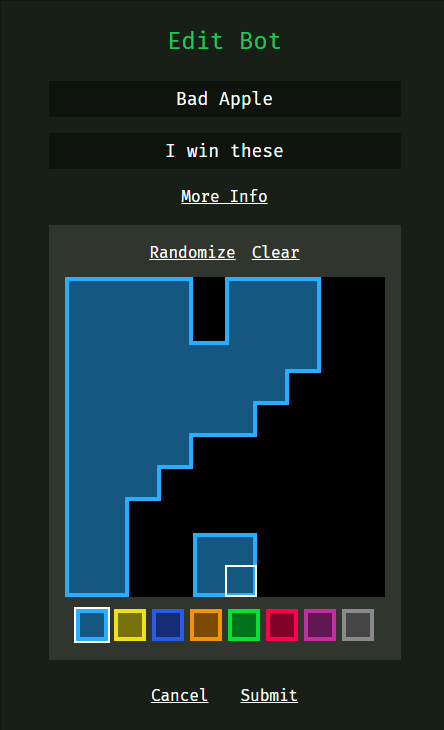 Edit Bot
Bad Apple
I win these
More Info
Randomize Clear
Cancel Submit